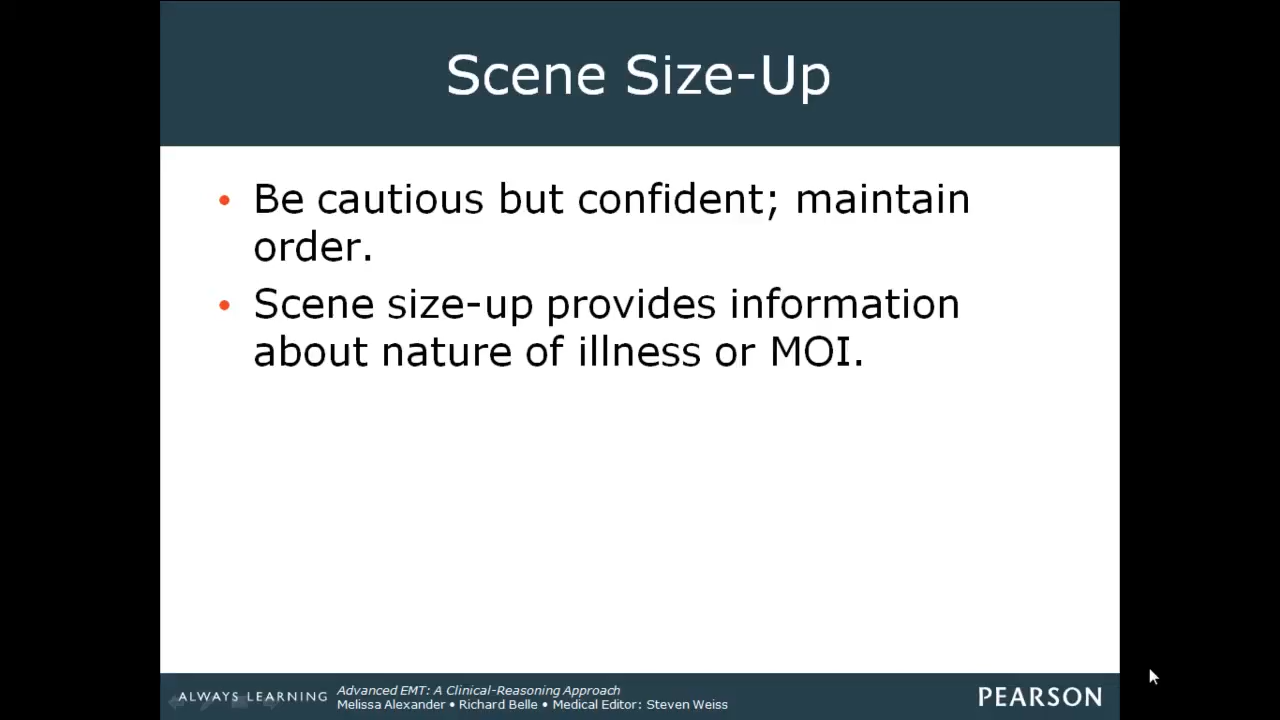 Scene Size-Up
• Be cautious but confident; maintain
order.
• Scene size-up provides information
about nature of illness or MOI.
ALWAYS LEARNING
Advanced EMT: A Clinical-Reasoning Approach
Melissa Alexander • Richard Belle • Medical Editor: Steven Weiss
PEARSON